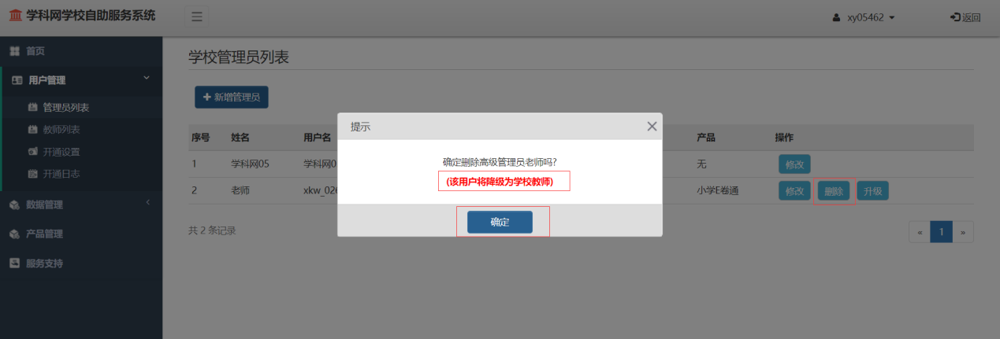 学科网学校自助服务系统
xy05462
返回
首页
用户管理
管理员列表
教师列表
开通设置
开通日志
数据管理
产品管理
服务支持
学校管理员列表
新增管理员
序号 姓名 用户名 产品 操作
1 学科网05 学科网0 无 修改
2 老师 xkw_026 小学E卷通 修改 删除 升级
共 2 条记录
« 1 »
提示
确定删除高级管理员老师吗?
(该用户将降级为学校教师)
确定